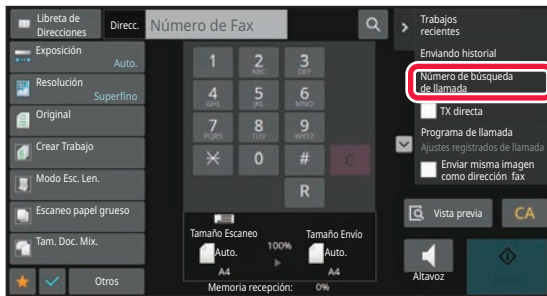 Libreta de
Direcciones
Direcc.
Número de Fax
Trabajos
recientes
Exposición
Auto.
Enviando historial
Resolución
Superfino
Número de búsqueda
de llamada
Original
TX directa
Crear Trabajo
Programa de llamada
Ajustes registrados de llamada
Modo Esc. Len.
Enviar misma imagen
como dirección fax
Escaneo papel
grueso
Tam. Doc. Mix.
Otros
1
2
ABC
3
DEF
4
GHI
5
JKL
6
MNO
7
PQRS
8
TUV
9
WXYZ
0
#
C
R
Tamaño Escaneo
Auto.
A4
100%
Tamaño Envío
Auto.
A4
Memoria recepción: 0%
Vista previa
CA
Altavoz